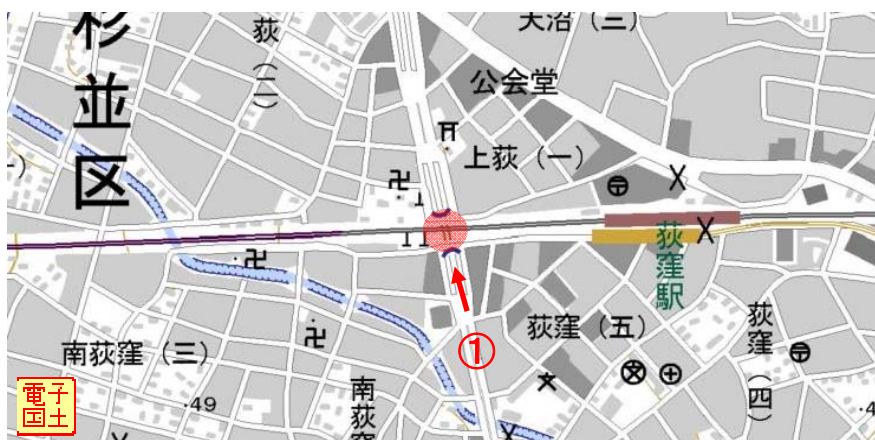 杉並区
荻（二）
天沼（三）
公会堂
上荻（一）
荻窪駅
①
荻窪（五）
荻窪（四）
南荻窪（三）
南荻窪
電子
国土
49